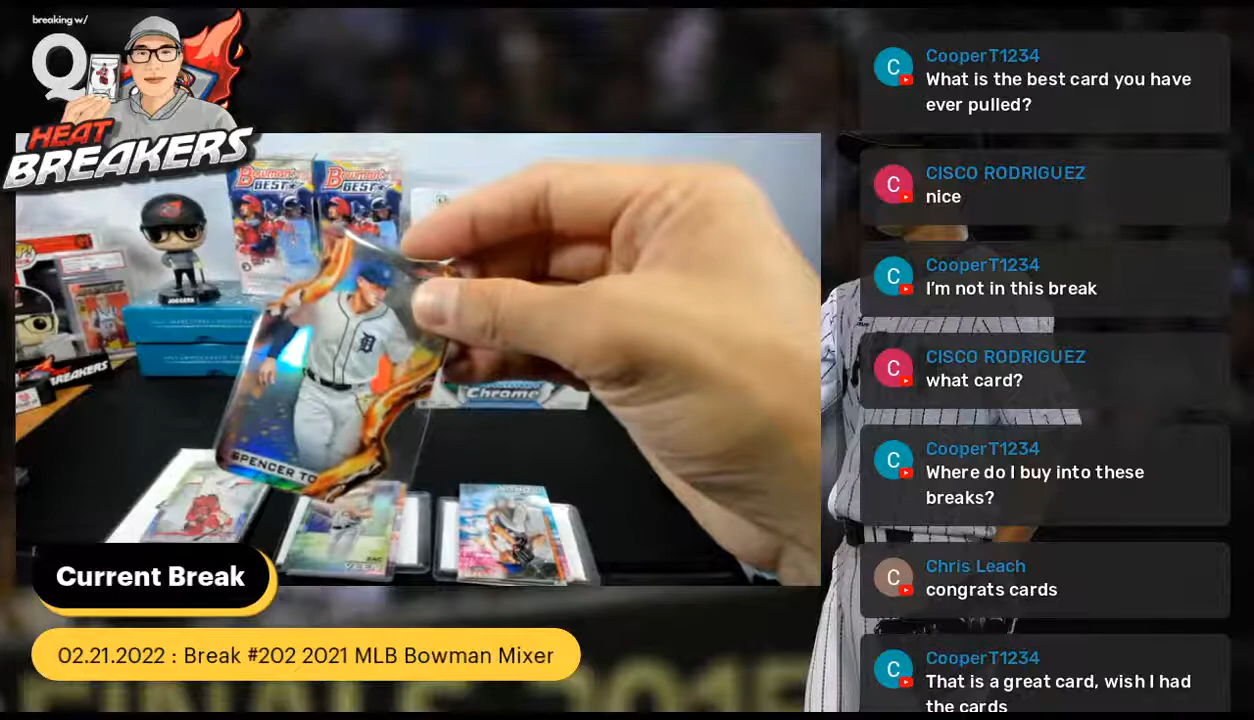 breaking w/
Q
HEAT
BREAKERS
Bowman's
BEST
Bowman's
BEST
JOGGERS
BREAKERS
Chrome
D
SPENCER TO
VEEN
Current Break
02.21.2022 : Break #202 2021 MLB Bowman Mixer
C
CooperT1234
What is the best card you have
ever pulled?
C
CISCO RODRIGUEZ
nice
C
CooperT1234
I'm not in this break
C
CISCO RODRIGUEZ
what card?
C
CooperT1234
Where do I buy into these
breaks?
C
Chris Leach
congrats cards
C
CooperT1234
That is a great card, wish I had
the cards